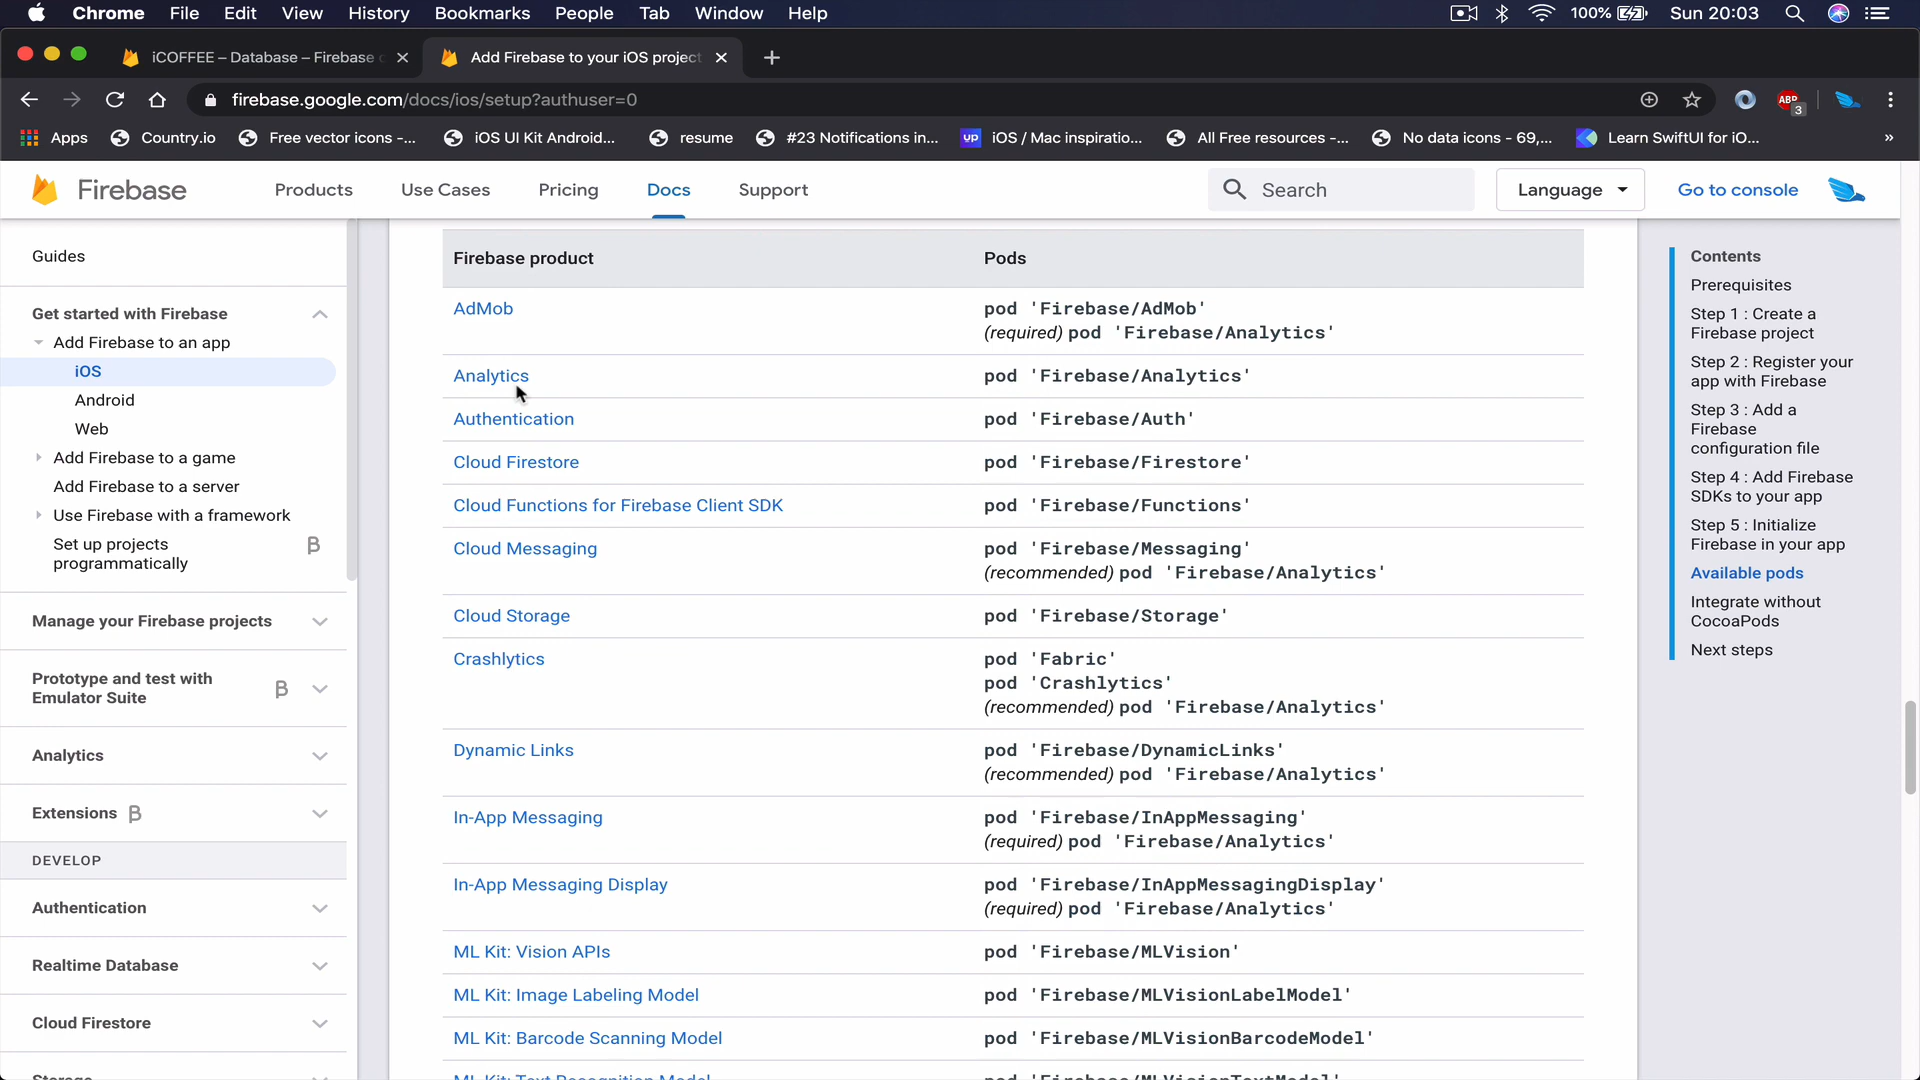 Chrome File Edit View History Bookmarks People Tab Window Help 100% Sun 20:03
iCOFFEE – Database – Firebase c
Add Firebase to your iOS project
firebase.google.com/docs/ios/setup?authuser=0
ABP 3
Apps Country.io Free vector icons -... iOS UI Kit Android... resume #23 Notifications in... up iOS / Mac inspiratio... All Free resources -... No data icons - 69,... Learn SwiftUI for iO... »
Firebase Products Use Cases Pricing Docs Support Search Language Go to console
Guides
Get started with Firebase
Add Firebase to an app
iOS
Android
Web
Add Firebase to a game
Add Firebase to a server
Use Firebase with a framework
Set up projects
programmatically
Manage your Firebase projects
Prototype and test with
Emulator Suite
Analytics
Extensions
DEVELOP
Authentication
Realtime Database
Cloud Firestore
Storage
Firebase product Pods
AdMob pod 'Firebase/AdMob'
(required) pod 'Firebase/Analytics'
Analytics pod 'Firebase/Analytics'
Authentication pod 'Firebase/Auth'
Cloud Firestore pod 'Firebase/Firestore'
Cloud Functions for Firebase Client SDK pod 'Firebase/Functions'
Cloud Messaging pod 'Firebase/Messaging'
(recommended) pod 'Firebase/Analytics'
Cloud Storage pod 'Firebase/Storage'
Crashlytics pod 'Fabric'
pod 'Crashlytics'
(recommended) pod 'Firebase/Analytics'
Dynamic Links pod 'Firebase/DynamicLinks'
(recommended) pod 'Firebase/Analytics'
In-App Messaging pod 'Firebase/InAppMessaging'
(required) pod 'Firebase/Analytics'
In-App Messaging Display pod 'Firebase/InAppMessagingDisplay'
(required) pod 'Firebase/Analytics'
ML Kit: Vision APIs pod 'Firebase/MLVision'
ML Kit: Image Labeling Model pod 'Firebase/MLVisionLabelModel'
ML Kit: Barcode Scanning Model pod 'Firebase/MLVisionBarcodeModel'
ML Kit: Text Recognition Model pod 'Firebase/MLVisionTextModel'
Contents
Prerequisites
Step 1 : Create a
Firebase project
Step 2 : Register your
app with Firebase
Step 3 : Add a
Firebase
configuration file
Step 4 : Add Firebase
SDKs to your app
Step 5 : Initialize
Firebase in your app
Available pods
Integrate without
CocoaPods
Next steps